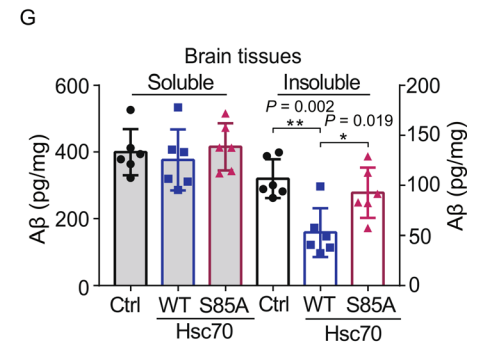 G
Brain tissues
Soluble Insoluble
P = 0.002
P = 0.019
** *
Aβ (pg/mg)
600
400
200
0
200
150
100
50
0
Aβ (pg/mg)
Ctrl WT S85A Ctrl WT S85A
Hsc70 Hsc70